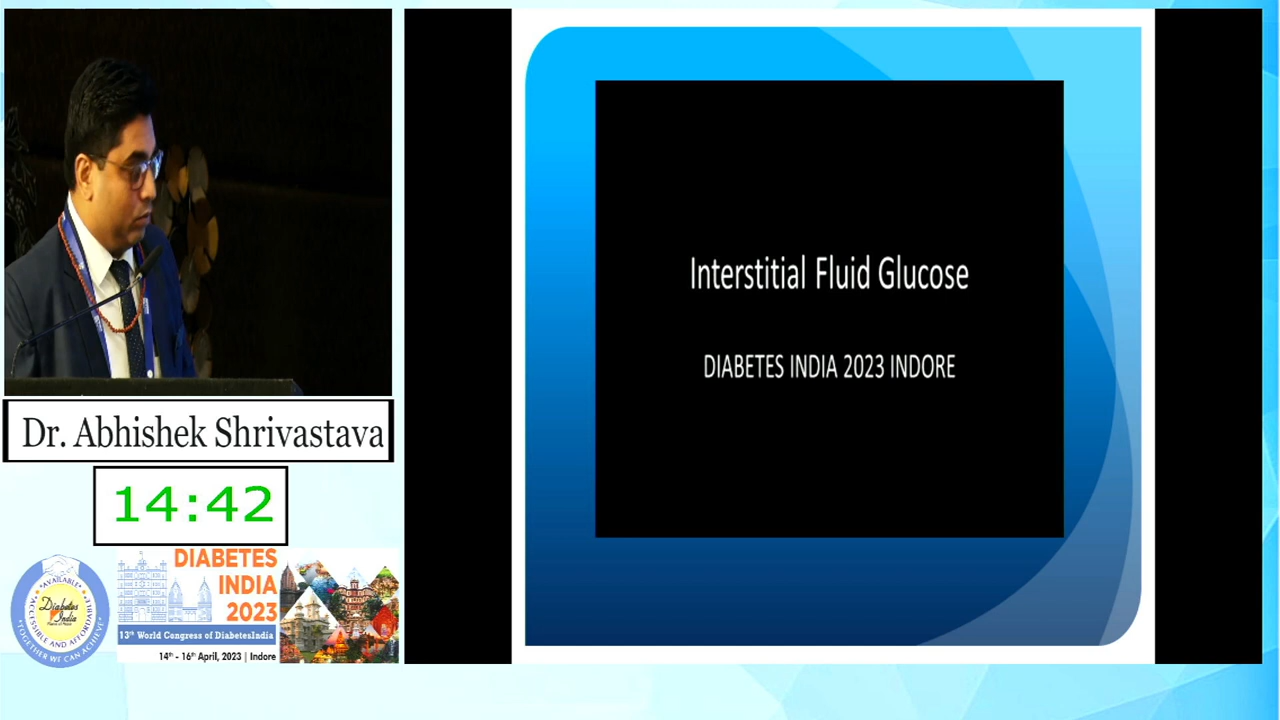 Interstitial Fluid Glucose
DIABETES INDIA 2023 INDORE
Dr. Abhishek Shrivastava
14:42
AVAILABLE
ACCESSIBLE AND AFFORDABLE
Diabetes
India
TOGETHER WE CAN ACHIEVE
DIABETES
INDIA
2023
13th World Congress of DiabetesIndia
14th - 16th April, 2023 | Indore